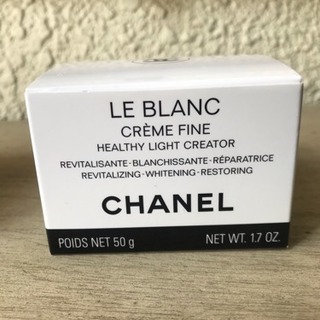 LE BLANC
CRÈME FINE
HEALTHY LIGHT CREATOR
REVITALISANTE·BLANCHISSANTE·RÉPARATRICE
REVITALIZING·WHITENING·RESTORING
CHANEL
POIDS NET 50 g NET WT. 1.7 OZ.